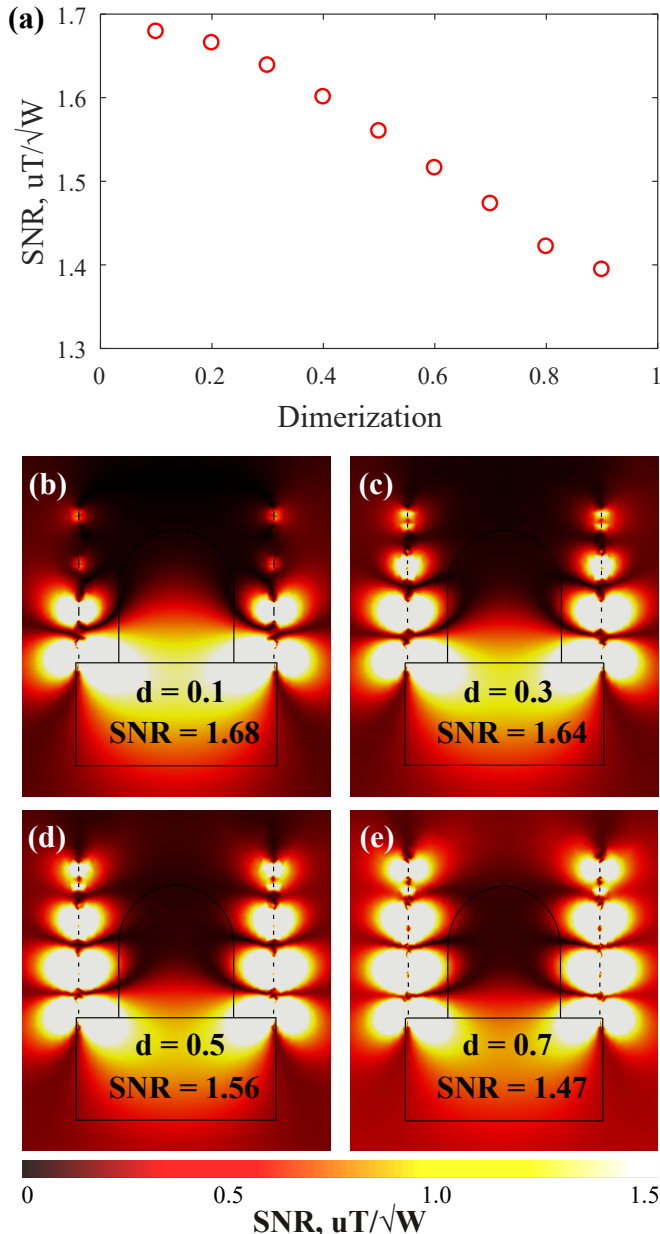 (a)
1.7
1.6
1.5
1.4
1.3
SNR, uT/√W
0 0.2 0.4 0.6 0.8 1
Dimerization
(b)
d = 0.1
SNR = 1.68
(c)
d = 0.3
SNR = 1.64
(d)
d = 0.5
SNR = 1.56
(e)
d = 0.7
SNR = 1.47
0 0.5 1.0 1.5
SNR, uT/√W